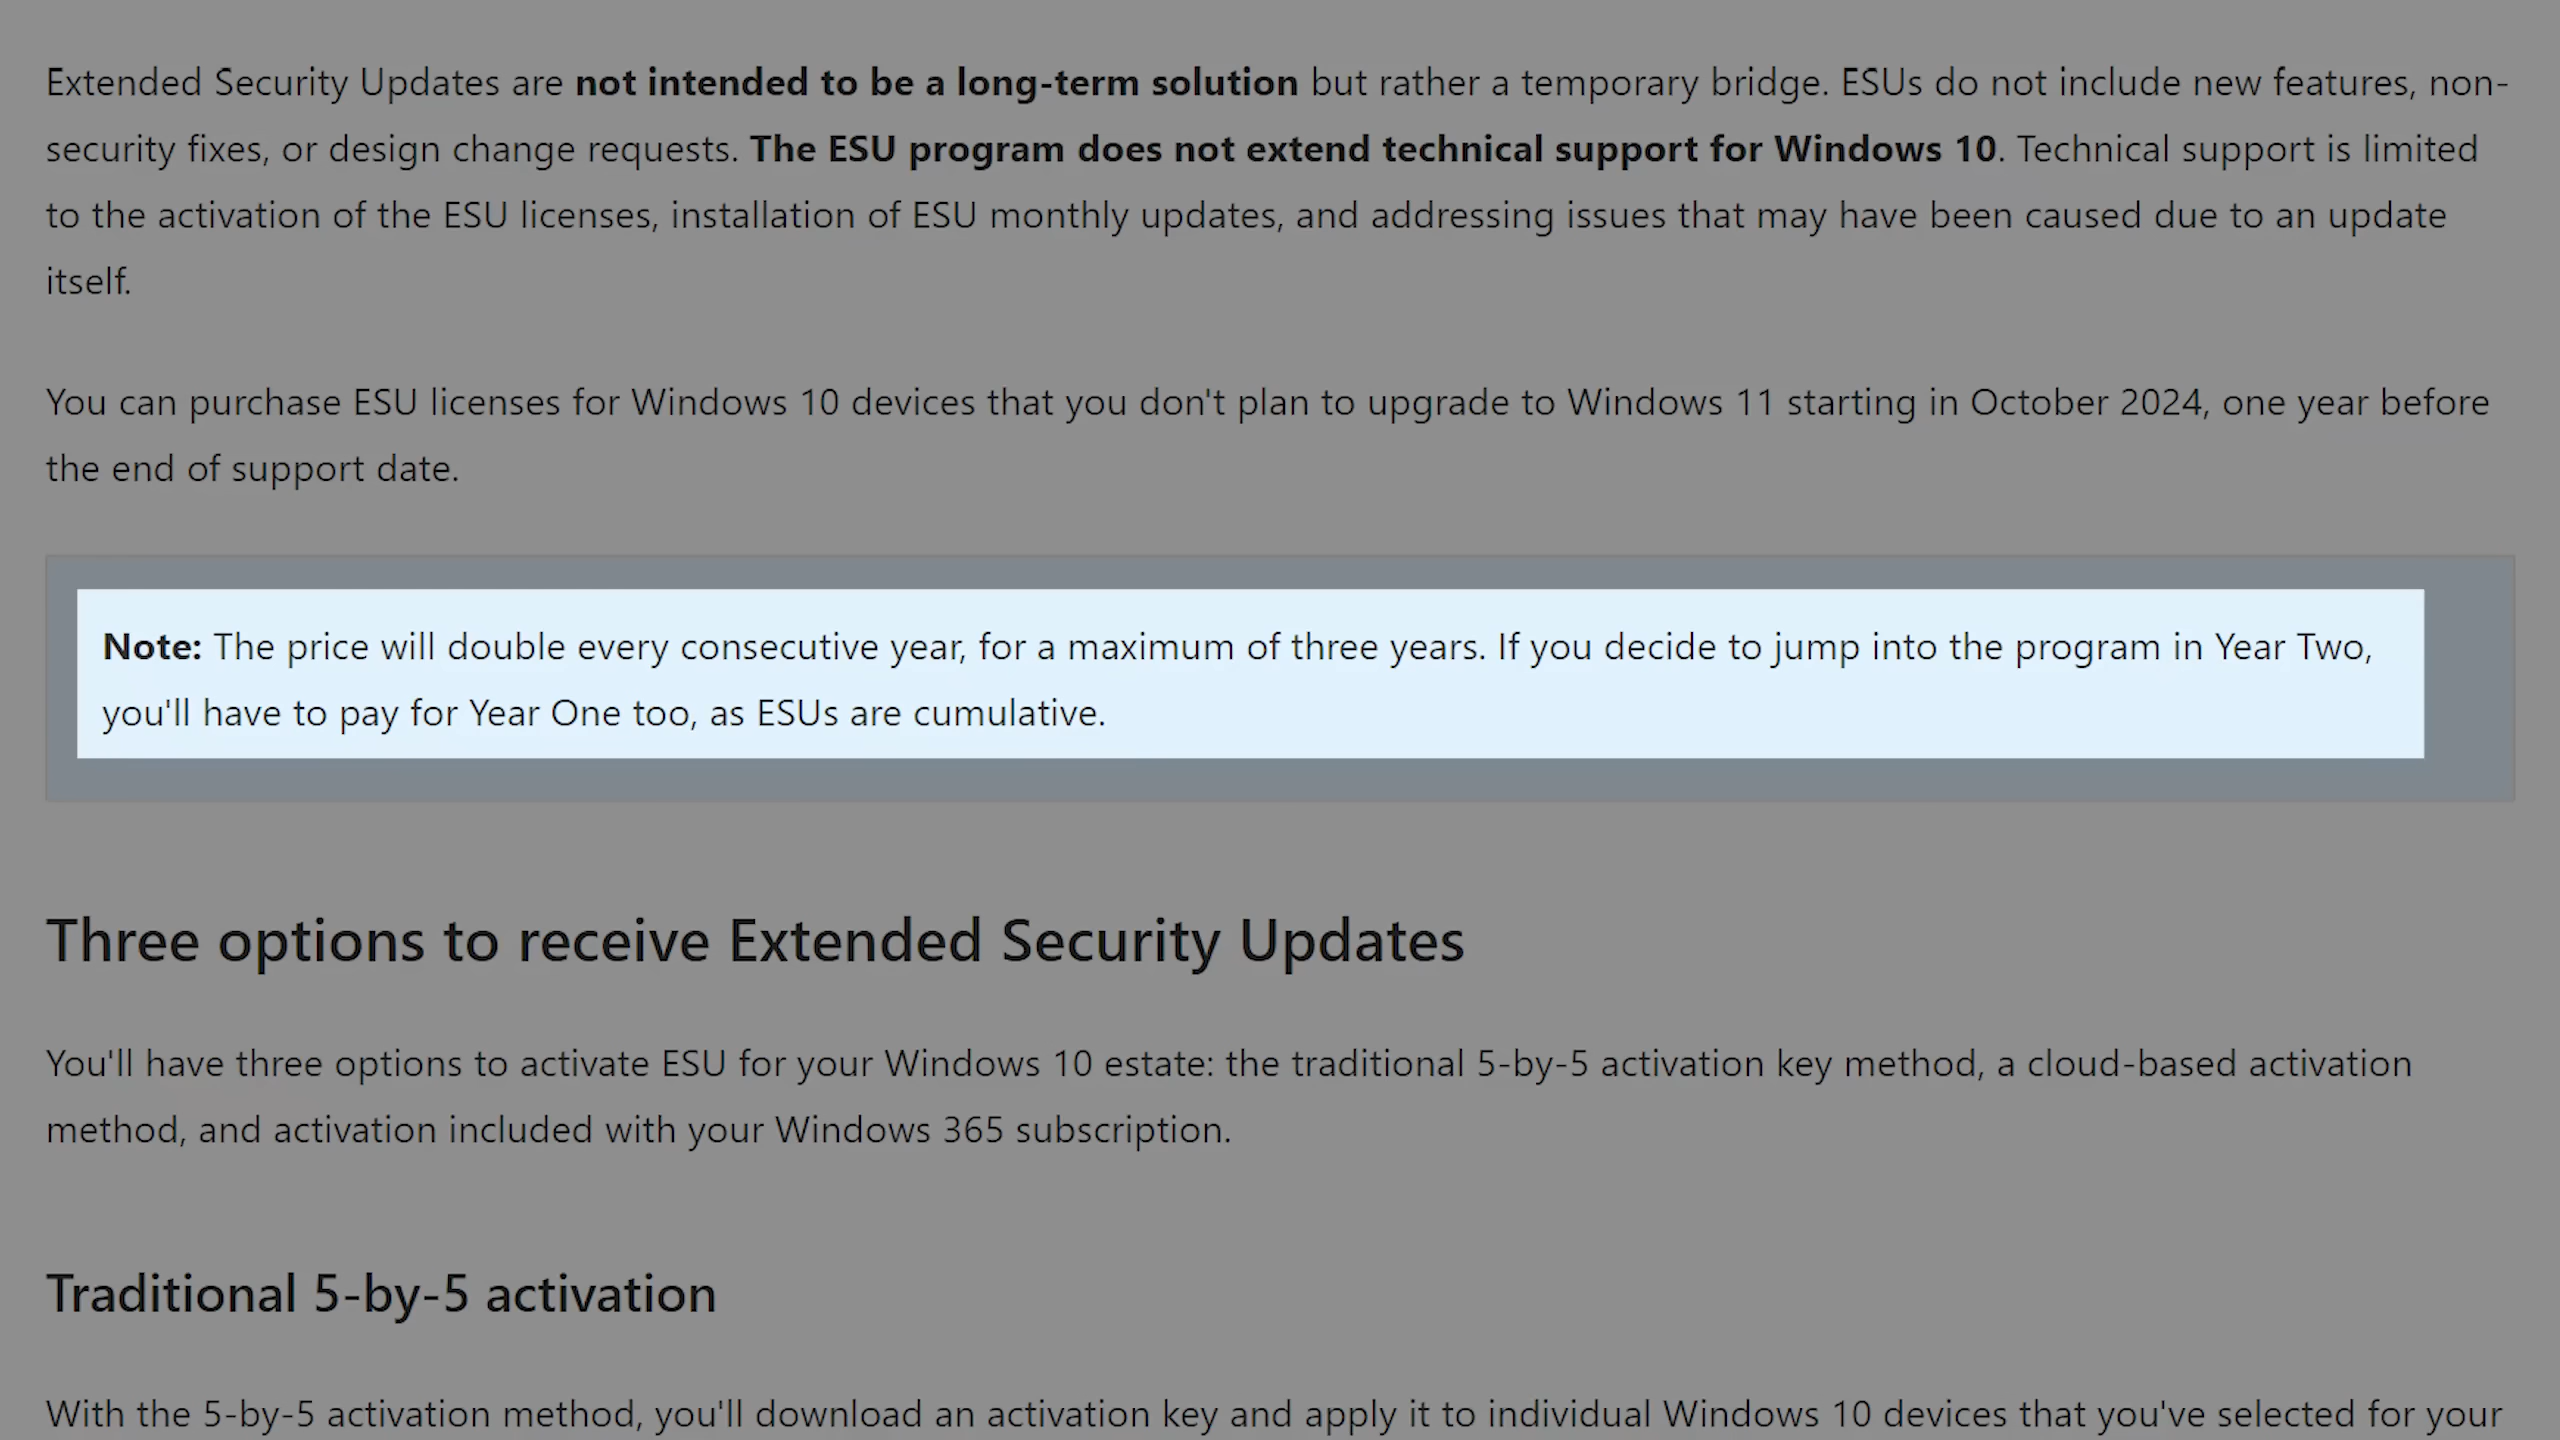 Extended Security Updates are not intended to be a long-term solution but rather a temporary bridge. ESUs do not include new features, non-
security fixes, or design change requests. The ESU program does not extend technical support for Windows 10. Technical support is limited
to the activation of the ESU licenses, installation of ESU monthly updates, and addressing issues that may have been caused due to an update
itself.
You can purchase ESU licenses for Windows 10 devices that you don't plan to upgrade to Windows 11 starting in October 2024, one year before
the end of support date.
Note: The price will double every consecutive year, for a maximum of three years. If you decide to jump into the program in Year Two,
you'll have to pay for Year One too, as ESUs are cumulative.
Three options to receive Extended Security Updates
You'll have three options to activate ESU for your Windows 10 estate: the traditional 5-by-5 activation key method, a cloud-based activation
method, and activation included with your Windows 365 subscription.
Traditional 5-by-5 activation
With the 5-by-5 activation method, you'll download an activation key and apply it to individual Windows 10 devices that you've selected for your